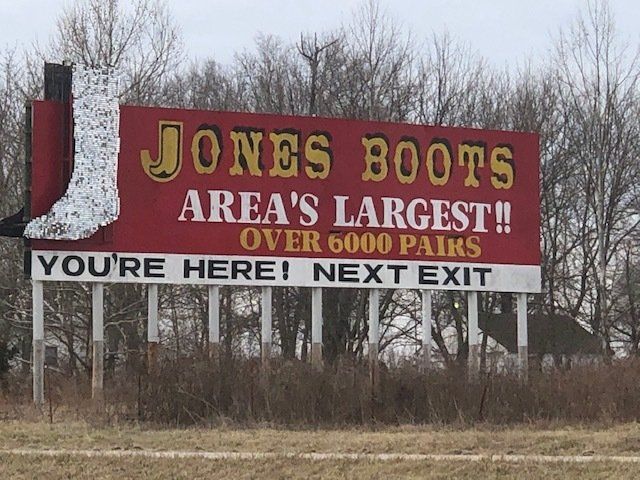 JONES BOOTS
AREA'S LARGEST!!
OVER 6000 PAIRS
YOU'RE HERE! NEXT EXIT